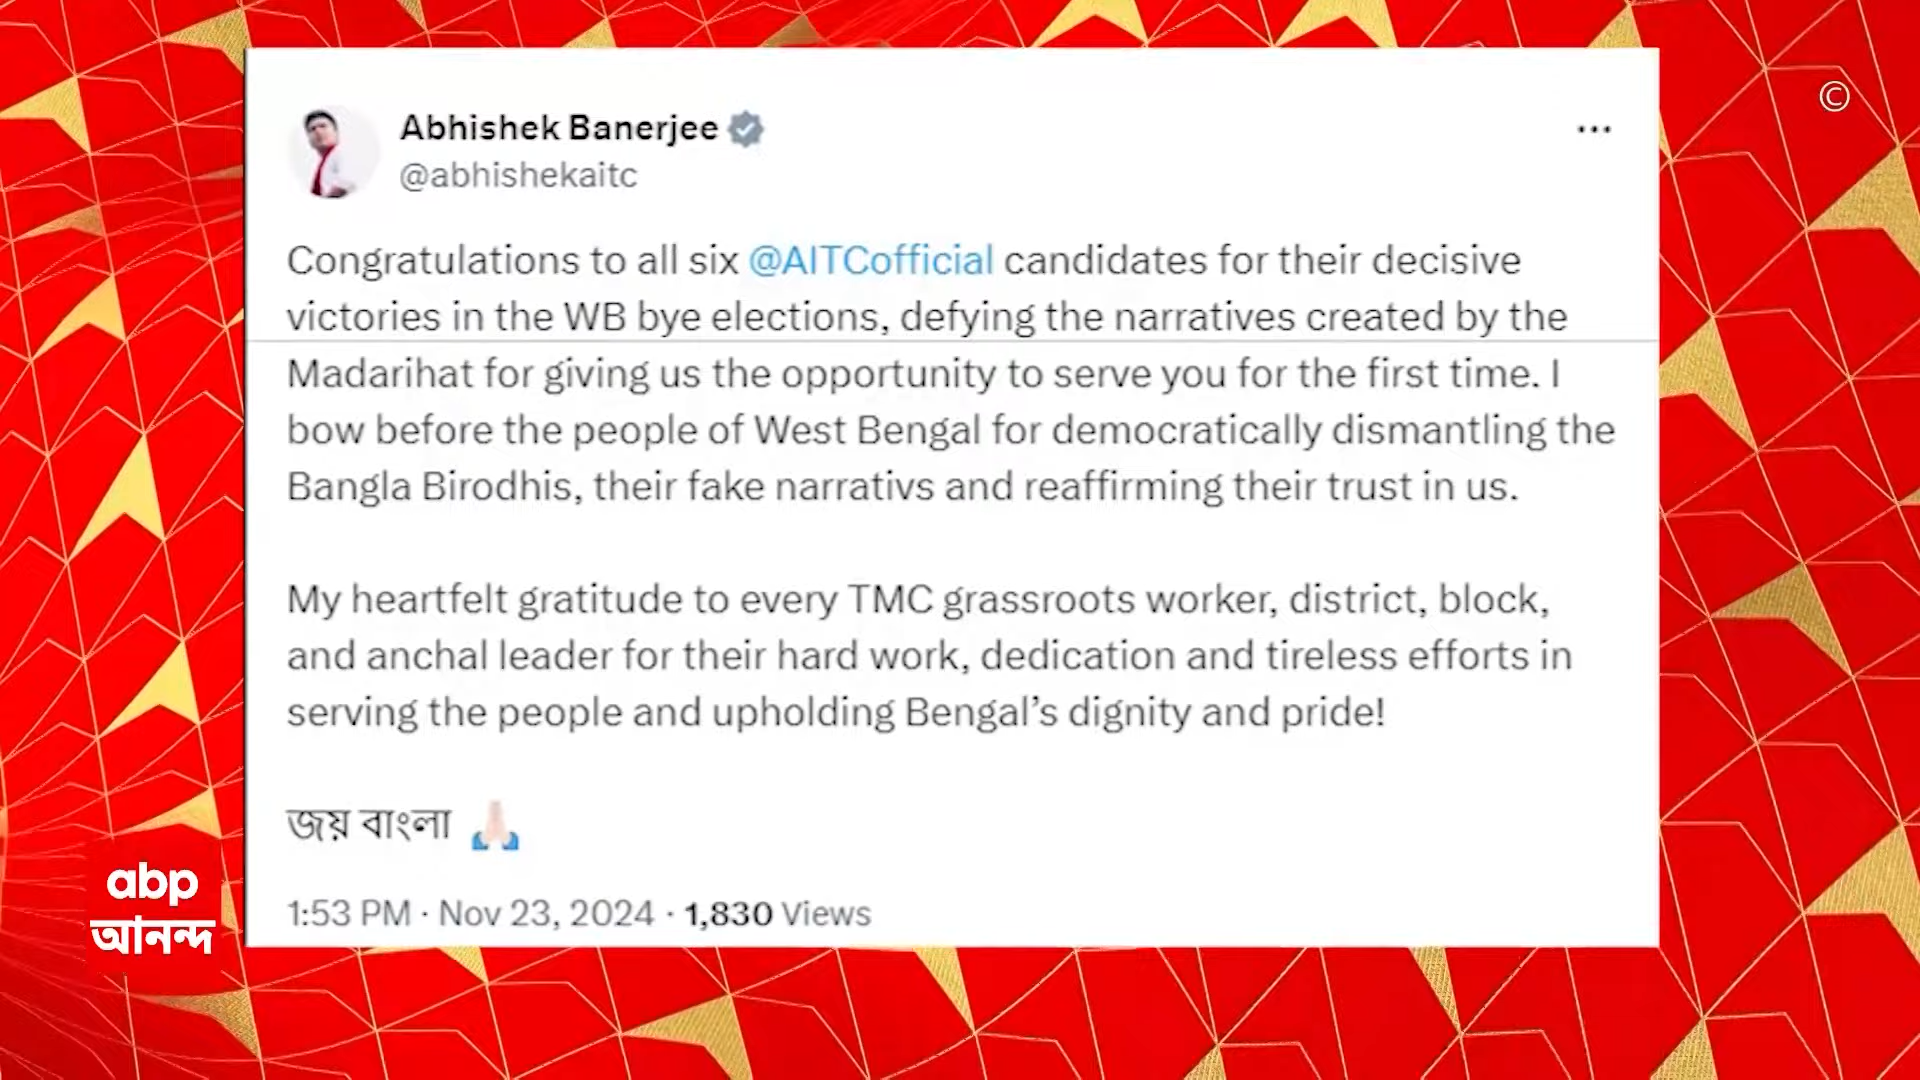 ©
Abhishek Banerjee
@abhishekaitc
Congratulations to all six @AITCofficial candidates for their decisive
victories in the WB bye elections, defying the narratives created by the
Madarihat for giving us the opportunity to serve you for the first time. I
bow before the people of West Bengal for democratically dismantling the
Bangla Birodhis, their fake narrativs and reaffirming their trust in us.
My heartfelt gratitude to every TMC grassroots worker, district, block,
and anchal leader for their hard work, dedication and tireless efforts in
serving the people and upholding Bengal’s dignity and pride!
জয় বাংলা 🙏🏻
1:53 PM · Nov 23, 2024 · 1,830 Views
abp
আনন্দ